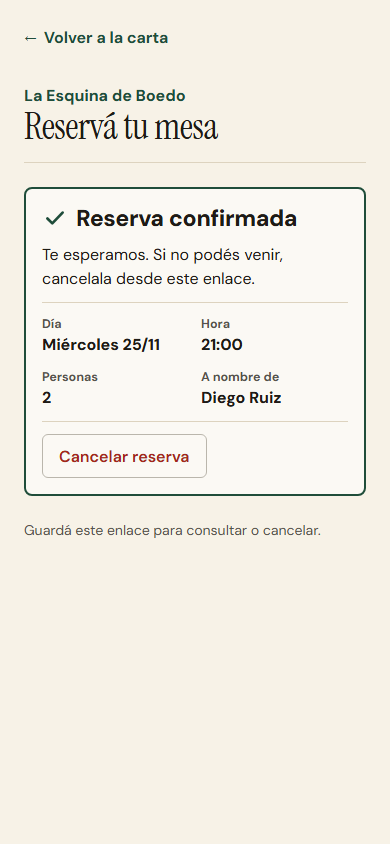 ← Volver a la carta
La Esquina de Boedo
Reservá tu mesa
Reserva confirmada
Te esperamos. Si no podés venir,
cancelala desde este enlace.
Día
Miércoles 25/11
Hora
21:00
Personas
2
A nombre de
Diego Ruiz
Cancelar reserva
Guardá este enlace para consultar o cancelar.